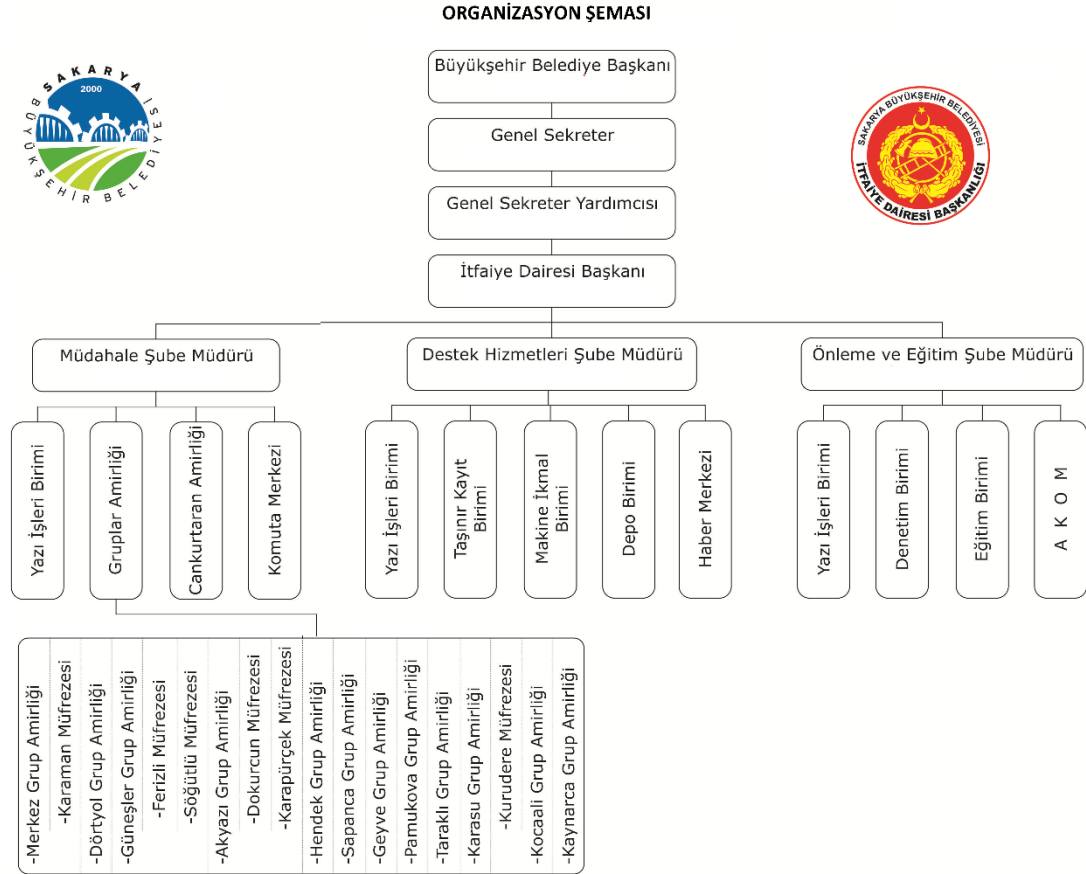 ORGANİZASYON ŞEMASI
SAKARYA
2000
BÜYÜKŞEHİR BELEDİYESİ
Büyükşehir Belediye Başkanı
Genel Sekreter
Genel Sekreter Yardımcısı
İtfaiye Dairesi Başkanı
SAKARYA BÜYÜKŞEHİR BELEDİYESİ
İTFAİYE DAİRESİ BAŞKANLIĞI
Müdahale Şube Müdürü
Destek Hizmetleri Şube Müdürü
Önleme ve Eğitim Şube Müdürü
Yazı İşleri Birimi
Gruplar Amirliği
Cankurtaran Amirliği
Komuta Merkezi
Yazı İşleri Birimi
Taşınır Kayıt
Birimi
Makine İkmal
Birimi
Depo Birimi
Haber Merkezi
Yazı İşleri Birimi
Denetim Birimi
Eğitim Birimi
A K O M
-Merkez Grup Amirliği
-Karaman Müfrezesi
-Dörtyol Grup Amirliği
-Güneşler Grup Amirliği
-Ferizli Müfrezesi
-Söğütlü Müfrezesi
-Akyazı Grup Amirliği
-Dokurcun Müfrezesi
-Karapürçek Müfrezesi
-Hendek Grup Amirliği
-Sapanca Grup Amirliği
-Geyve Grup Amirliği
-Pamukova Grup Amirliği
-Taraklı Grup Amirliği
-Karasu Grup Amirliği
-Kurudere Müfrezesi
-Kocaali Grup Amirliği
-Kaynarca Grup Amirliği